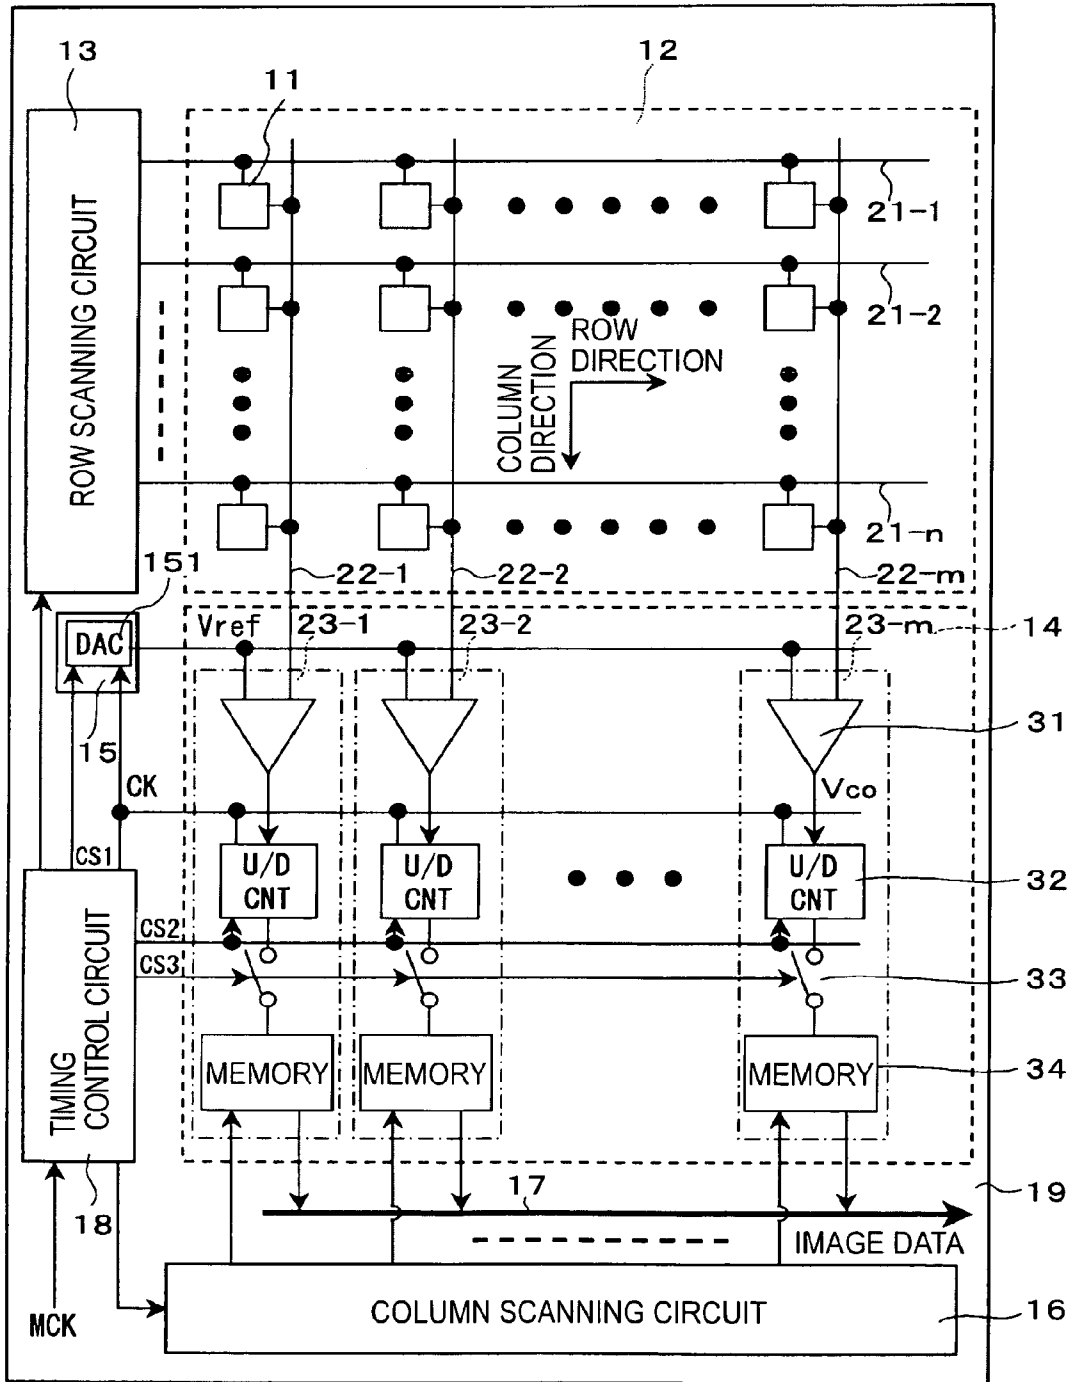 13
12
11
ROW SCANNING CIRCUIT
21-1
21-2
ROW
DIRECTION
COLUMN
DIRECTION
21-n
22-1
22-2
22-m
151
DAC
Vref
23-1
23-2
23-m
14
15
31
CK
Vco
CS1
U/D
CNT
U/D
CNT
U/D
CNT
32
CS2
CS3
33
TIMING
CONTROL CIRCUIT
MEMORY
MEMORY
MEMORY
34
18
17
19
IMAGE DATA
MCK
COLUMN SCANNING CIRCUIT
16